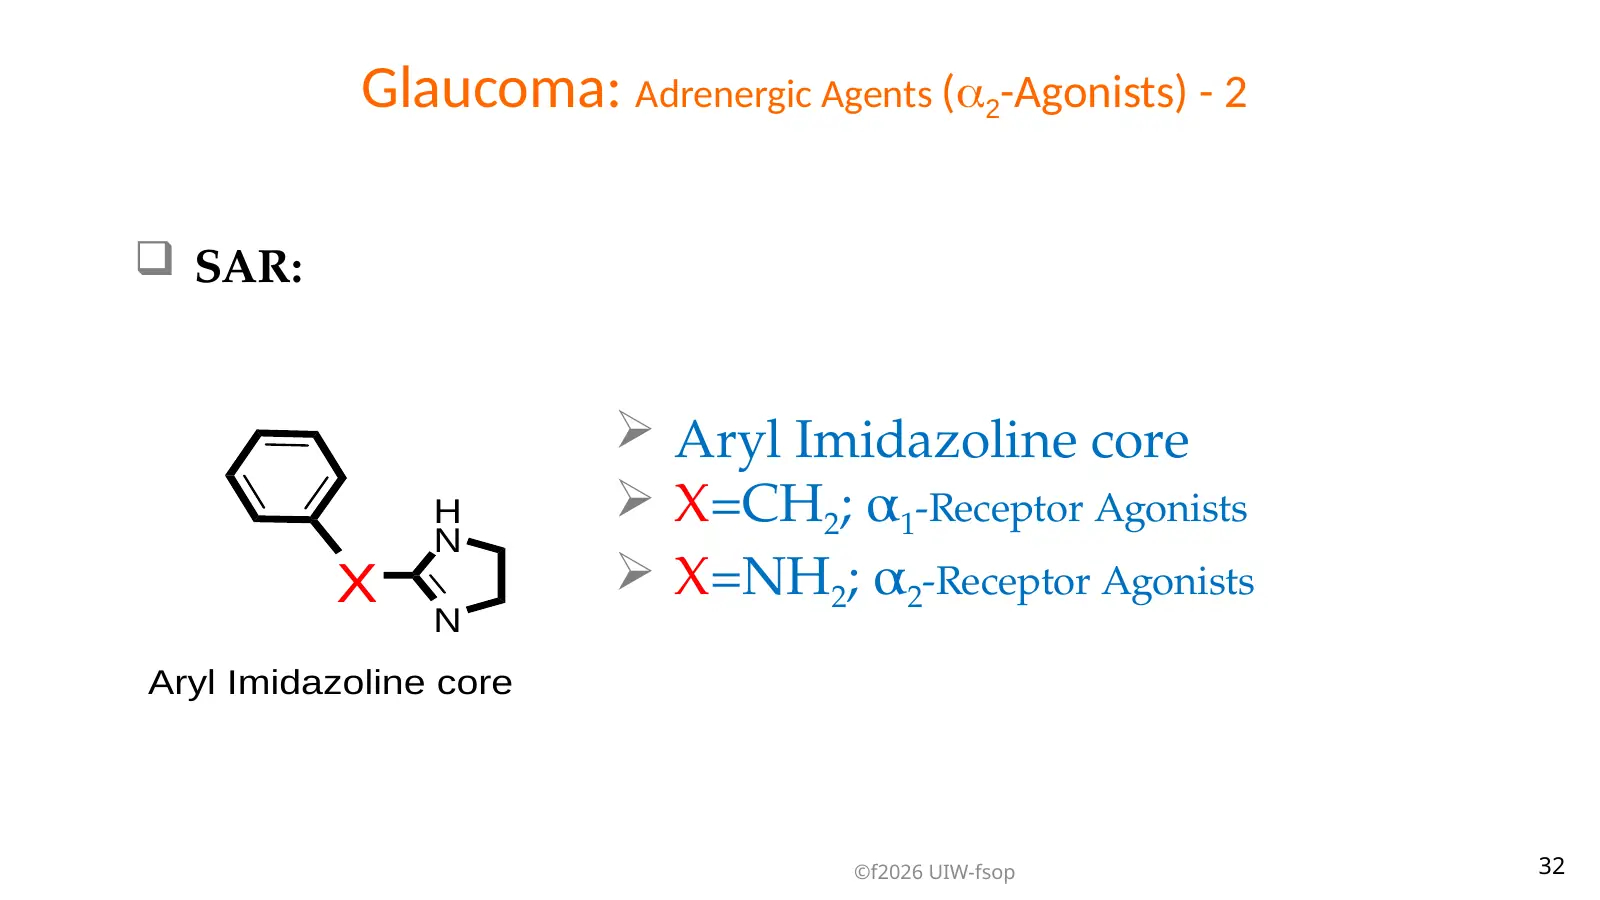 Glaucoma: Adrenergic Agents (α2-Agonists) - 2
SAR:
Aryl Imidazoline core
X=CH2; α1-Receptor Agonists
X=NH2; α2-Receptor Agonists
H
N
X
N
Aryl Imidazoline core
©f2026 UIW-fsop
32